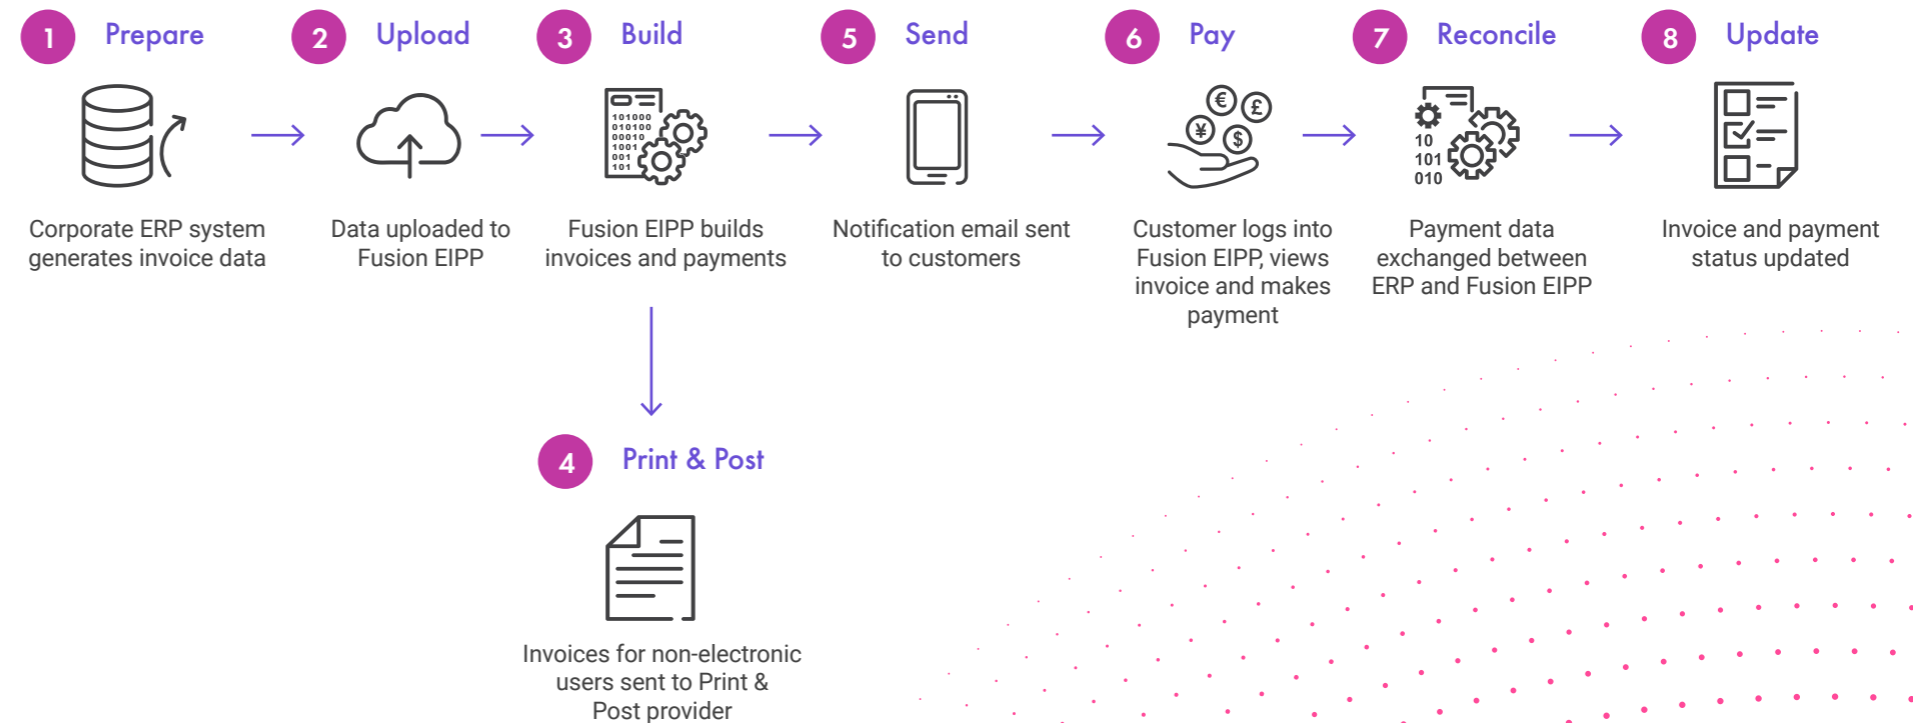 1 Prepare
Corporate ERP system
generates invoice data
2 Upload
Data uploaded to
Fusion EIPP
3 Build
101000
010100
00010
1001
001
101
Fusion EIPP builds
invoices and payments
4 Print & Post
Invoices for non-electronic
users sent to Print &
Post provider
5 Send
Notification email sent
to customers
6 Pay
€ £
¥ $
Customer logs into
Fusion EIPP, views
invoice and makes
payment
7 Reconcile
10
101
010
Payment data
exchanged between
ERP and Fusion EIPP
8 Update
Invoice and payment
status updated